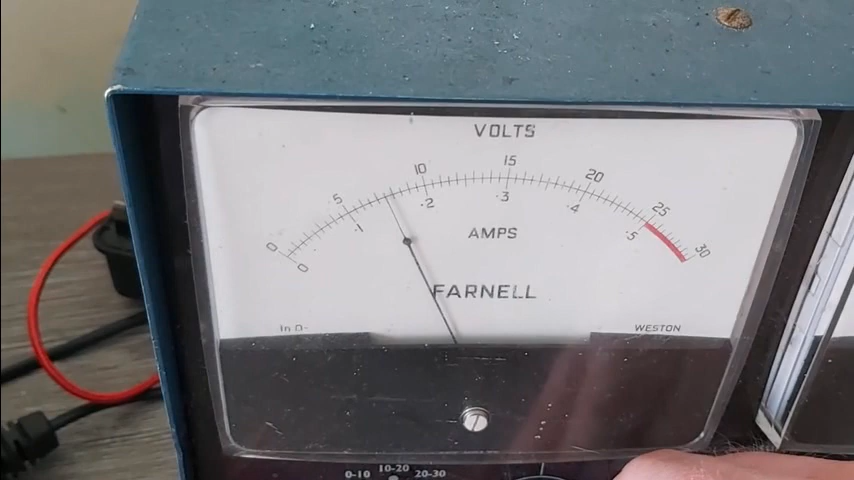 VOLTS
0 5 10 15 20 25 30
0 .1 .2 .3 .4 .5
AMPS
FARNELL
WESTON
0-10 10-20 20-30